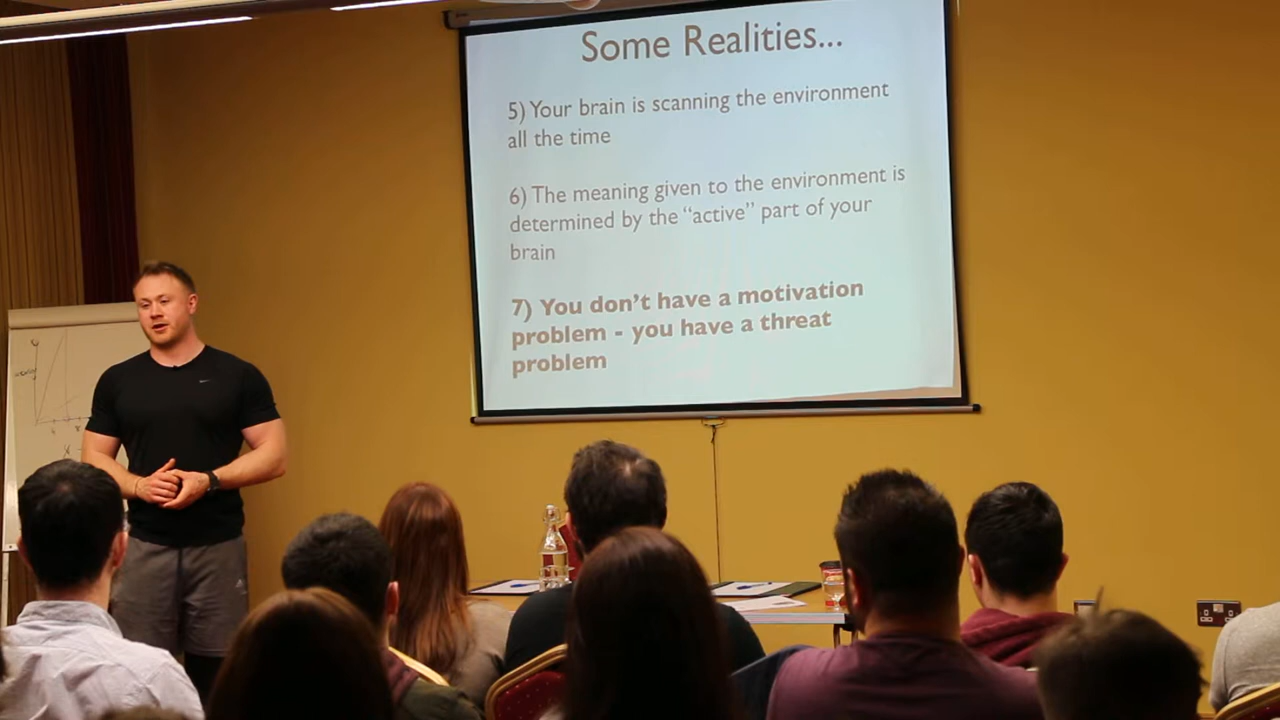 Some Realities...
5) Your brain is scanning the environment
all the time
6) The meaning given to the environment is
determined by the “active” part of your
brain
7) You don’t have a motivation
problem - you have a threat
problem